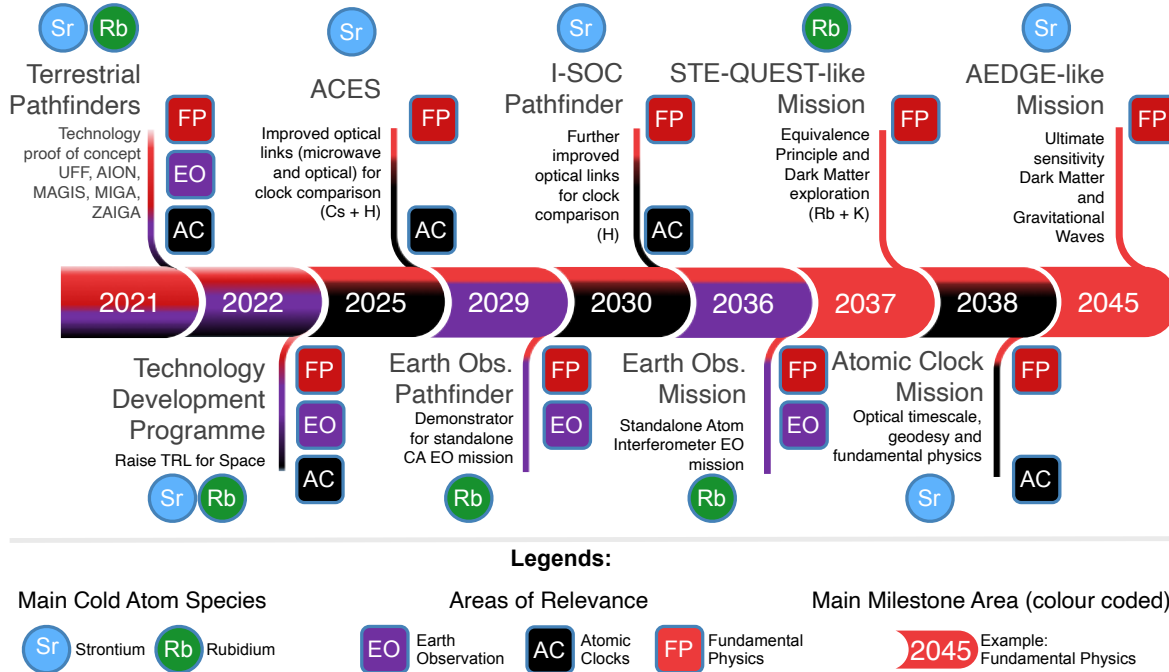 Sr
Rb
Terrestrial
Pathfinders
Technology
proof of concept
UFF, AION,
MAGIS, MIGA,
ZAIGA
FP
EO
AC
Sr
ACES
Improved optical
links (microwave
and optical) for
clock comparison
(Cs + H)
FP
AC
Sr
I-SOC
Pathfinder
Further
improved
optical links
for clock
comparison
(H)
FP
AC
Rb
STE-QUEST-like
Mission
Equivalence
Principle and
Dark Matter
exploration
(Rb + K)
FP
Sr
AEDGE-like
Mission
Ultimate
sensitivity
Dark Matter
and
Gravitational
Waves
FP
2021
2022
2025
2029
2030
2036
2037
2038
2045
Technology
Development
Programme
Raise TRL for Space
Sr
Rb
FP
EO
AC
Earth Obs.
Pathfinder
Demonstrator
for standalone
CA EO mission
Rb
FP
EO
Earth Obs.
Mission
Standalone Atom
Interferometer EO
mission
Rb
FP
EO
Atomic Clock
Mission
Optical timescale,
geodesy and
fundamental physics
Sr
FP
AC
Legends:
Main Cold Atom Species
Sr Strontium
Rb Rubidium
Areas of Relevance
EO Earth
Observation
AC Atomic
Clocks
FP Fundamental
Physics
Main Milestone Area (colour coded)
2045 Example:
Fundamental Physics